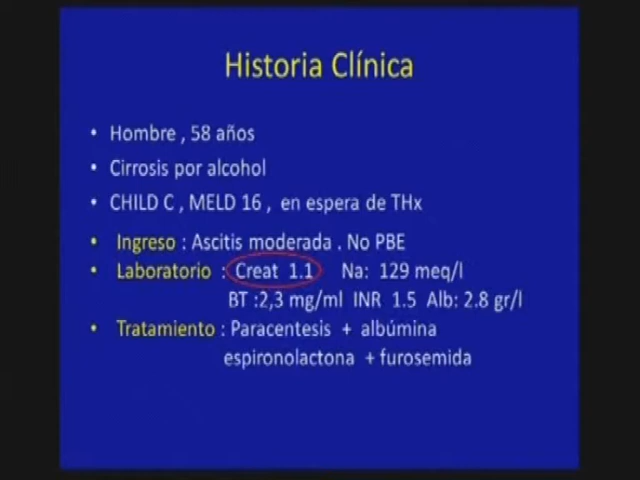 Historia Clínica
• Hombre , 58 años
• Cirrosis por alcohol
• CHILD C , MELD 16 , en espera de THx
• Ingreso : Ascitis moderada . No PBE
• Laboratorio : Creat 1.1 Na: 129 meq/l
BT :2,3 mg/ml INR 1.5 Alb: 2.8 gr/l
• Tratamiento : Paracentesis + albúmina
espironolactona + furosemida